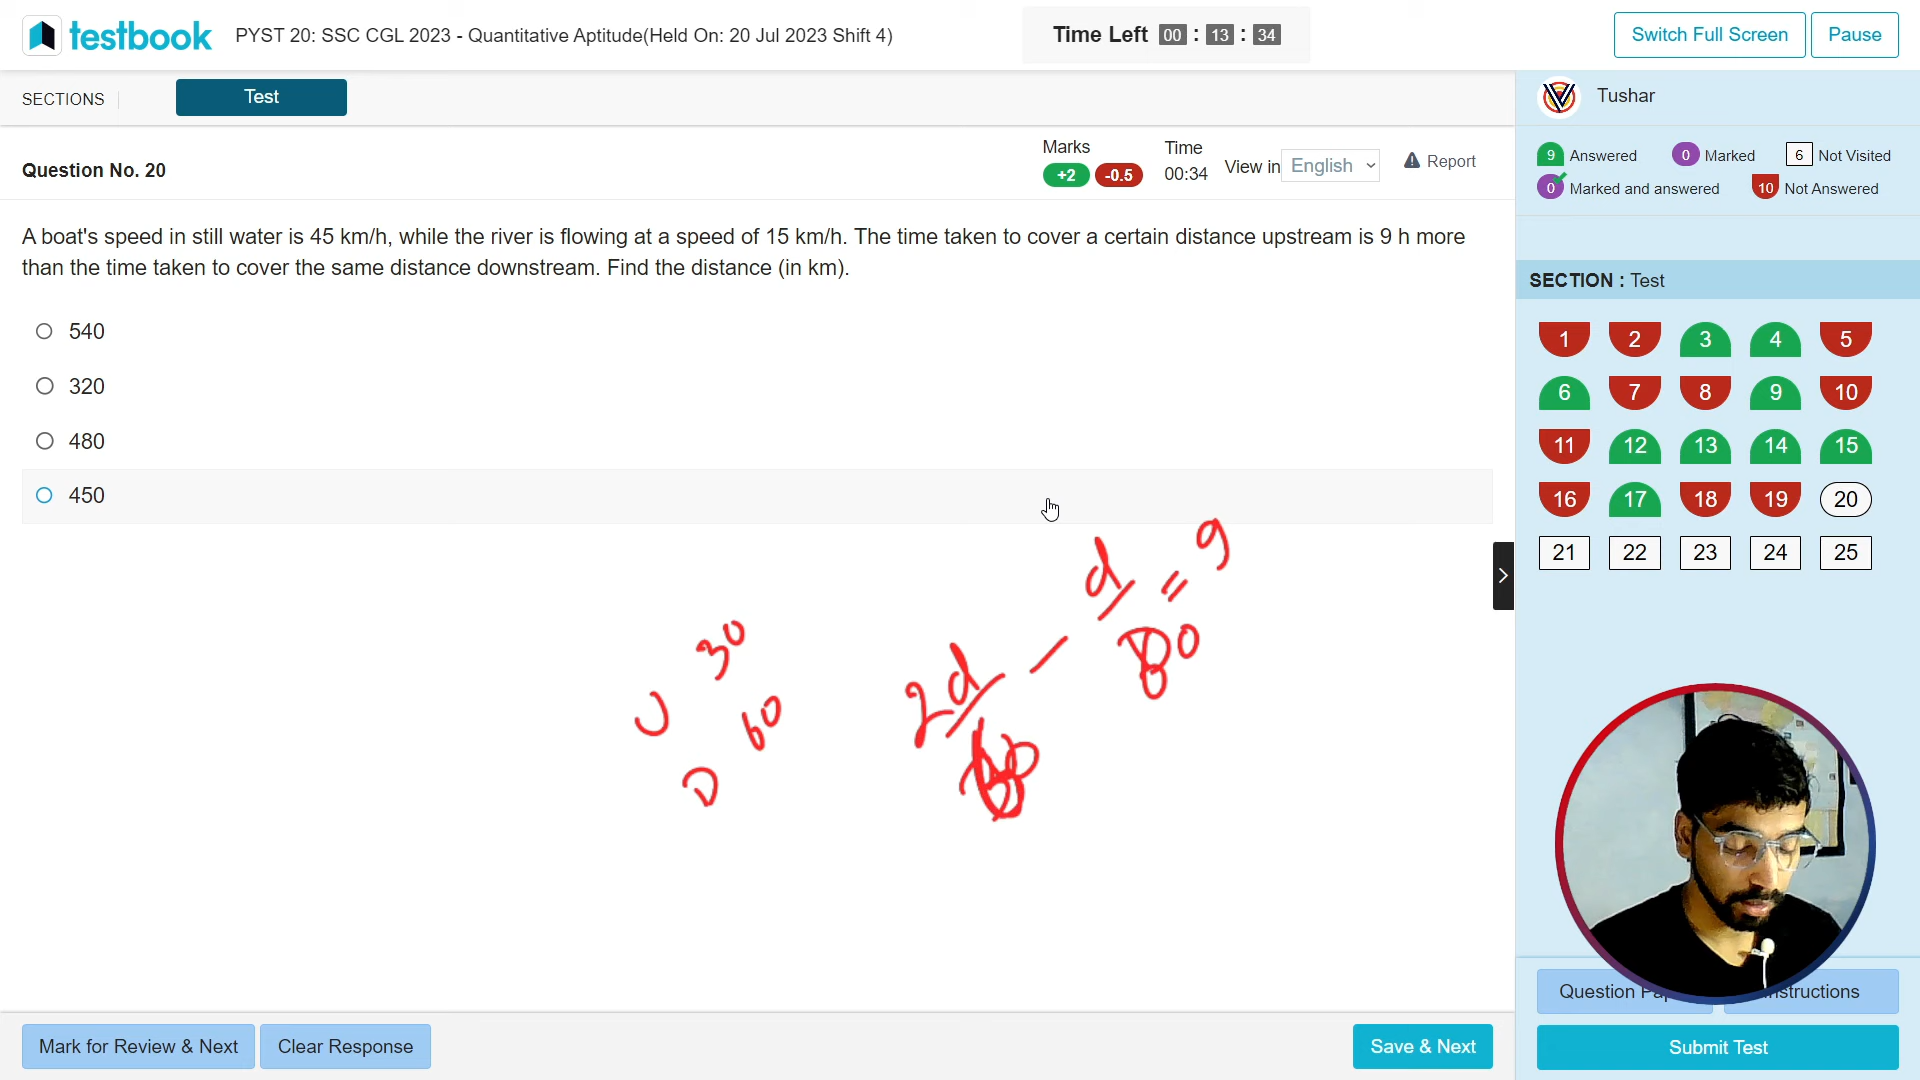 testbook PYST 20: SSC CGL 2023 - Quantitative Aptitude(Held On: 20 Jul 2023 Shift 4) Time Left 00 : 13 : 34 Switch Full Screen Pause
SECTIONS Test
Tushar
Question No. 20
Marks +2 -0.5
Time 00:34
View in English
Report
9 Answered 0 Marked 6 Not Visited
0 Marked and answered 10 Not Answered
A boat's speed in still water is 45 km/h, while the river is flowing at a speed of 15 km/h. The time taken to cover a certain distance upstream is 9 h more
than the time taken to cover the same distance downstream. Find the distance (in km).
540
320
480
450
SECTION : Test
1 2 3 4 5
6 7 8 9 10
11 12 13 14 15
16 17 18 19 20
21 22 23 24 25
U 30
D 60
2d
d
= 9
Question Pa
structions
Mark for Review & Next Clear Response Save & Next Submit Test